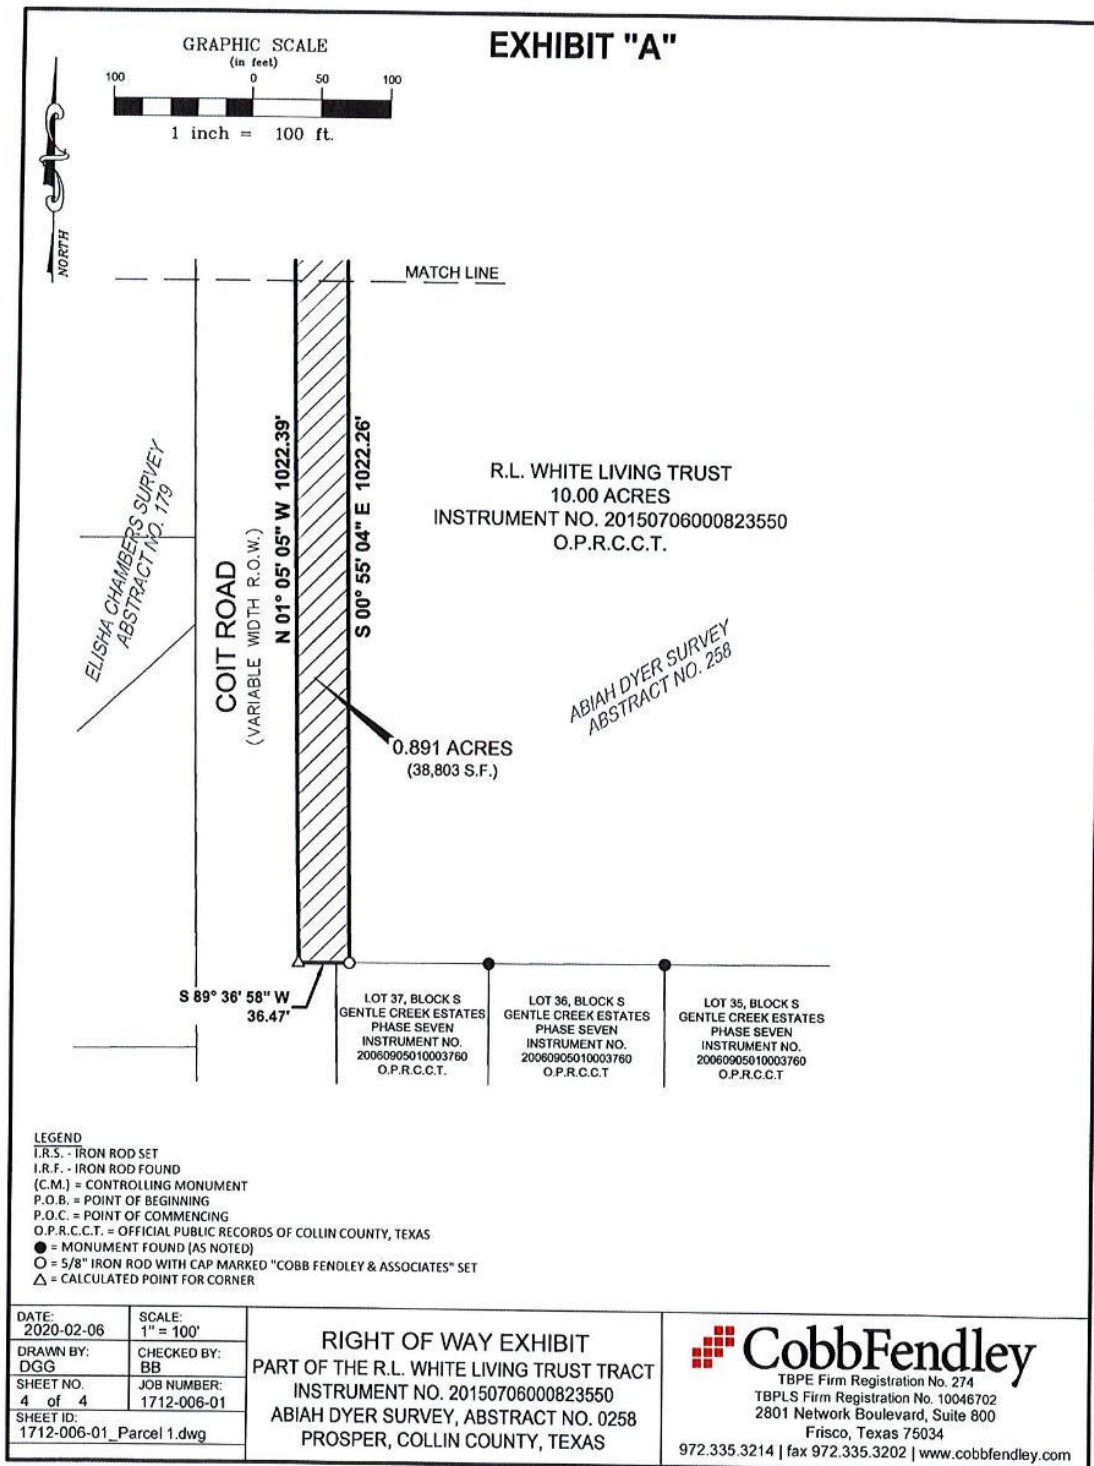 EXHIBIT "A"
GRAPHIC SCALE
(in feet)
100 0 50 100
1 inch = 100 ft.
NORTH
MATCH LINE
ELISHA CHAMBERS SURVEY
ABSTRACT NO. 179
COIT ROAD
(VARIABLE WIDTH R.O.W.)
N 01° 05' 05" W 1022.39'
S 00° 55' 04" E 1022.26'
R.L. WHITE LIVING TRUST
10.00 ACRES
INSTRUMENT NO. 20150706000823550
O.P.R.C.C.T.
ABIAH DYER SURVEY
ABSTRACT NO. 258
0.891 ACRES
(38,803 S.F.)
S 89° 36' 58" W
36.47'
LOT 37, BLOCK S
GENTLE CREEK ESTATES
PHASE SEVEN
INSTRUMENT NO.
20060905010003760
O.P.R.C.C.T.
LOT 36, BLOCK S
GENTLE CREEK ESTATES
PHASE SEVEN
INSTRUMENT NO.
20060905010003760
O.P.R.C.C.T
LOT 35, BLOCK S
GENTLE CREEK ESTATES
PHASE SEVEN
INSTRUMENT NO.
20060905010003760
O.P.R.C.C.T
LEGEND
I.R.S. - IRON ROD SET
I.R.F. - IRON ROD FOUND
(C.M.) = CONTROLLING MONUMENT
P.O.B. = POINT OF BEGINNING
P.O.C. = POINT OF COMMENCING
O.P.R.C.C.T. = OFFICIAL PUBLIC RECORDS OF COLLIN COUNTY, TEXAS
= MONUMENT FOUND (AS NOTED)
= 5/8" IRON ROD WITH CAP MARKED "COBB FENDLEY & ASSOCIATES" SET
= CALCULATED POINT FOR CORNER
DATE:
2020-02-06
SCALE:
1" = 100'
DRAWN BY:
DGG
CHECKED BY:
BB
SHEET NO.
4 of 4
JOB NUMBER:
1712-006-01
SHEET ID:
1712-006-01_Parcel 1.dwg
RIGHT OF WAY EXHIBIT
PART OF THE R.L. WHITE LIVING TRUST TRACT
INSTRUMENT NO. 20150706000823550
ABIAH DYER SURVEY, ABSTRACT NO. 0258
PROSPER, COLLIN COUNTY, TEXAS
CobbFendley
TBPE Firm Registration No. 274
TBPLS Firm Registration No. 10046702
2801 Network Boulevard, Suite 800
Frisco, Texas 75034
972.335.3214 | fax 972.335.3202 | www.cobbfendley.com